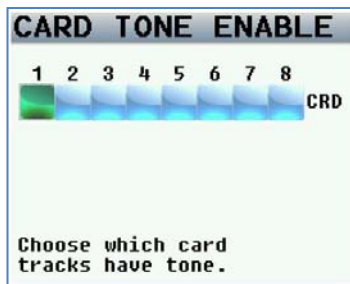 CARD TONE ENABLE
1 2 3 4 5 6 7 8
CRD
Choose which card
tracks have tone.